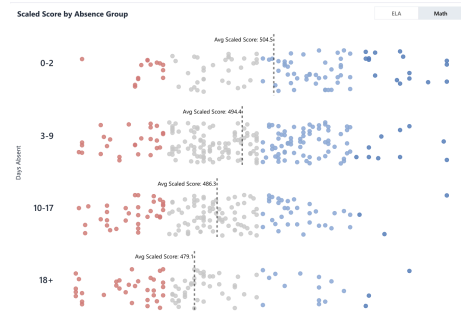 Scaled Score by Absence Group
ELA
Math
Avg Scaled Score: 504.5
0-2
Avg Scaled Score: 494.4
3-9
Days Absent
Avg Scaled Score: 486.3
10-17
Avg Scaled Score: 479.1
18+